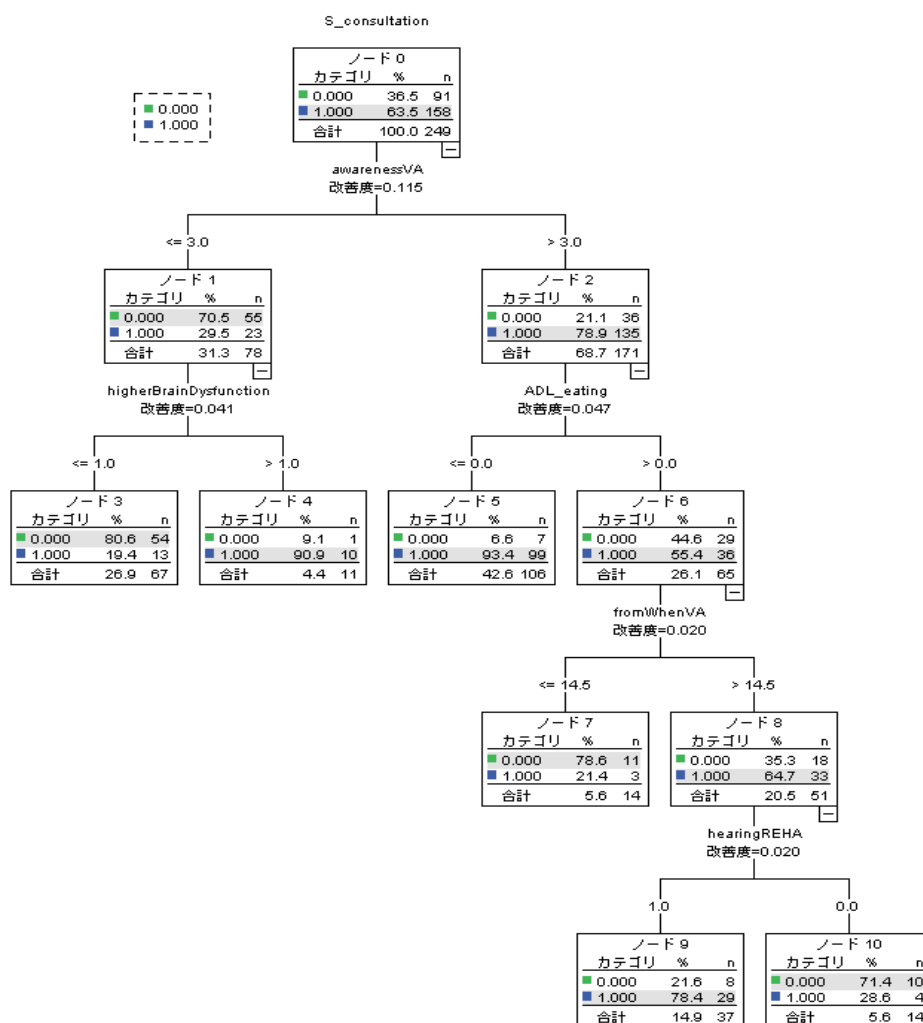 S_consultation
ノード 0
カテゴリ % n
0.000 36.5 91
1.000 63.5 158
合計 100.0 249
0.000
1.000
awarenessVA
改善度=0.115
<= 3.0
> 3.0
ノード 1
カテゴリ % n
0.000 70.5 55
1.000 29.5 23
合計 31.3 78
ノード 2
カテゴリ % n
0.000 21.1 36
1.000 78.9 135
合計 68.7 171
higherBrainDysfunction
改善度=0.041
ADL_eating
改善度=0.047
<= 1.0
> 1.0
<= 0.0
> 0.0
ノード 3
カテゴリ % n
0.000 80.6 54
1.000 19.4 13
合計 26.9 67
ノード 4
カテゴリ % n
0.000 9.1 1
1.000 90.9 10
合計 4.4 11
ノード 5
カテゴリ % n
0.000 6.6 7
1.000 93.4 99
合計 42.6 106
ノード 6
カテゴリ % n
0.000 44.6 29
1.000 55.4 36
合計 26.1 65
fromWhenVA
改善度=0.020
<= 14.5
> 14.5
ノード 7
カテゴリ % n
0.000 78.6 11
1.000 21.4 3
合計 5.6 14
ノード 8
カテゴリ % n
0.000 35.3 18
1.000 64.7 33
合計 20.5 51
hearingREHA
改善度=0.020
1.0
0.0
ノード 9
カテゴリ % n
0.000 21.6 8
1.000 78.4 29
合計 14.9 37
ノード 10
カテゴリ % n
0.000 71.4 10
1.000 28.6 4
合計 5.6 14